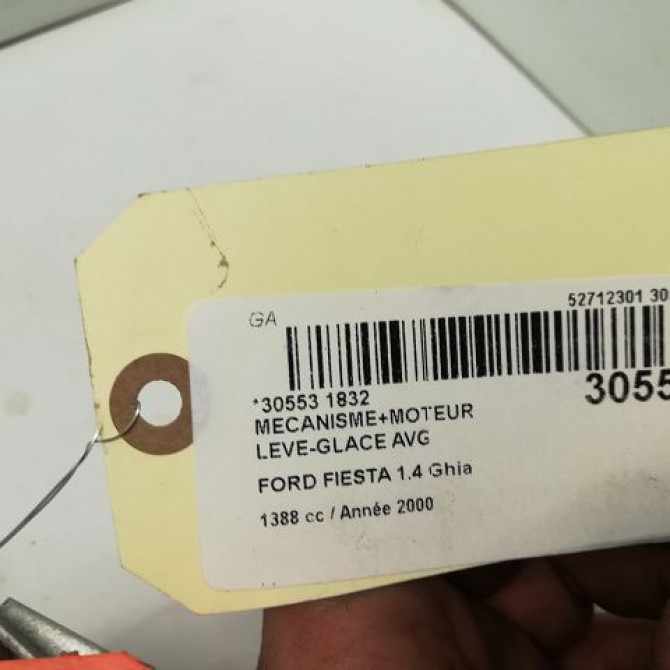 GA
52712301 30
3055
*30553 1832
MECANISME+MOTEUR
LEVE-GLACE AVG
FORD FIESTA 1.4 Ghia
1388 cc / Année 2000